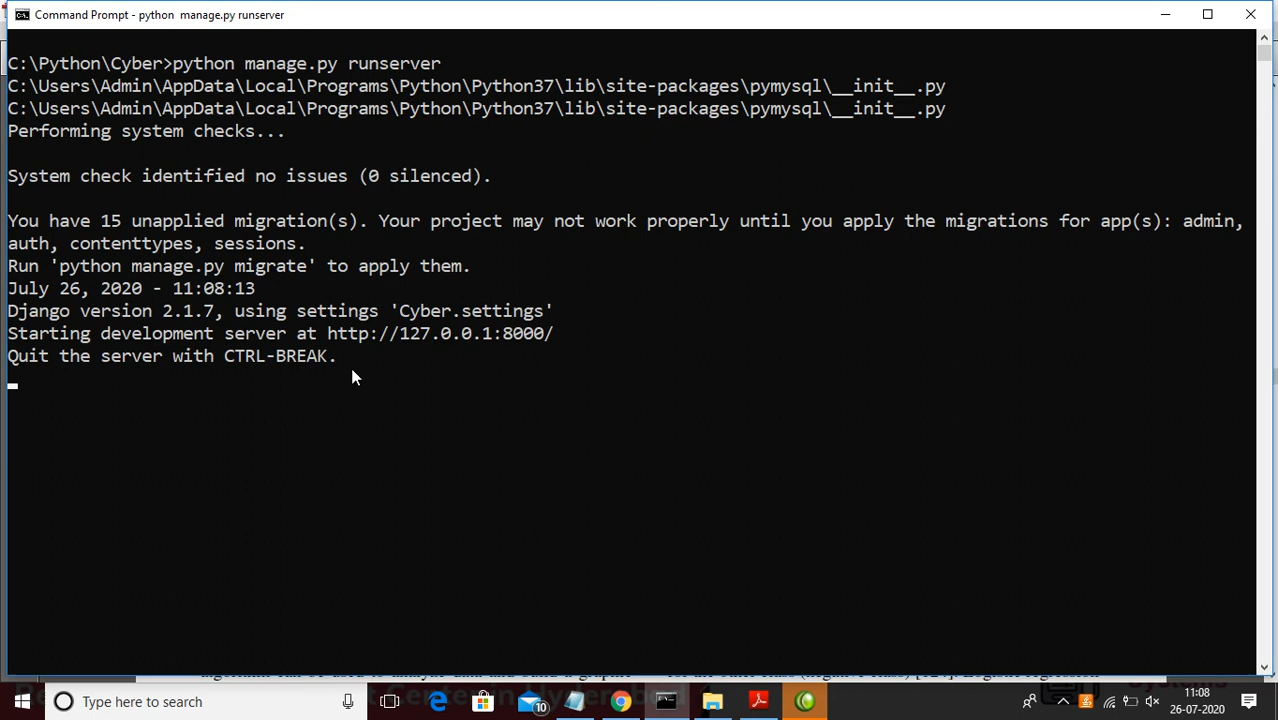 Command Prompt - python  manage.py runserver
C:\Python\Cyber>python manage.py runserver
C:\Users\Admin\AppData\Local\Programs\Python\Python37\lib\site-packages\pymysql\__init__.py
C:\Users\Admin\AppData\Local\Programs\Python\Python37\lib\site-packages\pymysql\__init__.py
Performing system checks...
System check identified no issues (0 silenced).
You have 15 unapplied migration(s). Your project may not work properly until you apply the migrations for app(s): admin,
auth, contenttypes, sessions.
Run 'python manage.py migrate' to apply them.
July 26, 2020 - 11:08:13
Django version 2.1.7, using settings 'Cyber.settings'
Starting development server at http://127.0.0.1:8000/
Quit the server with CTRL-BREAK.
Type here to search
10
11:08
26-07-2020